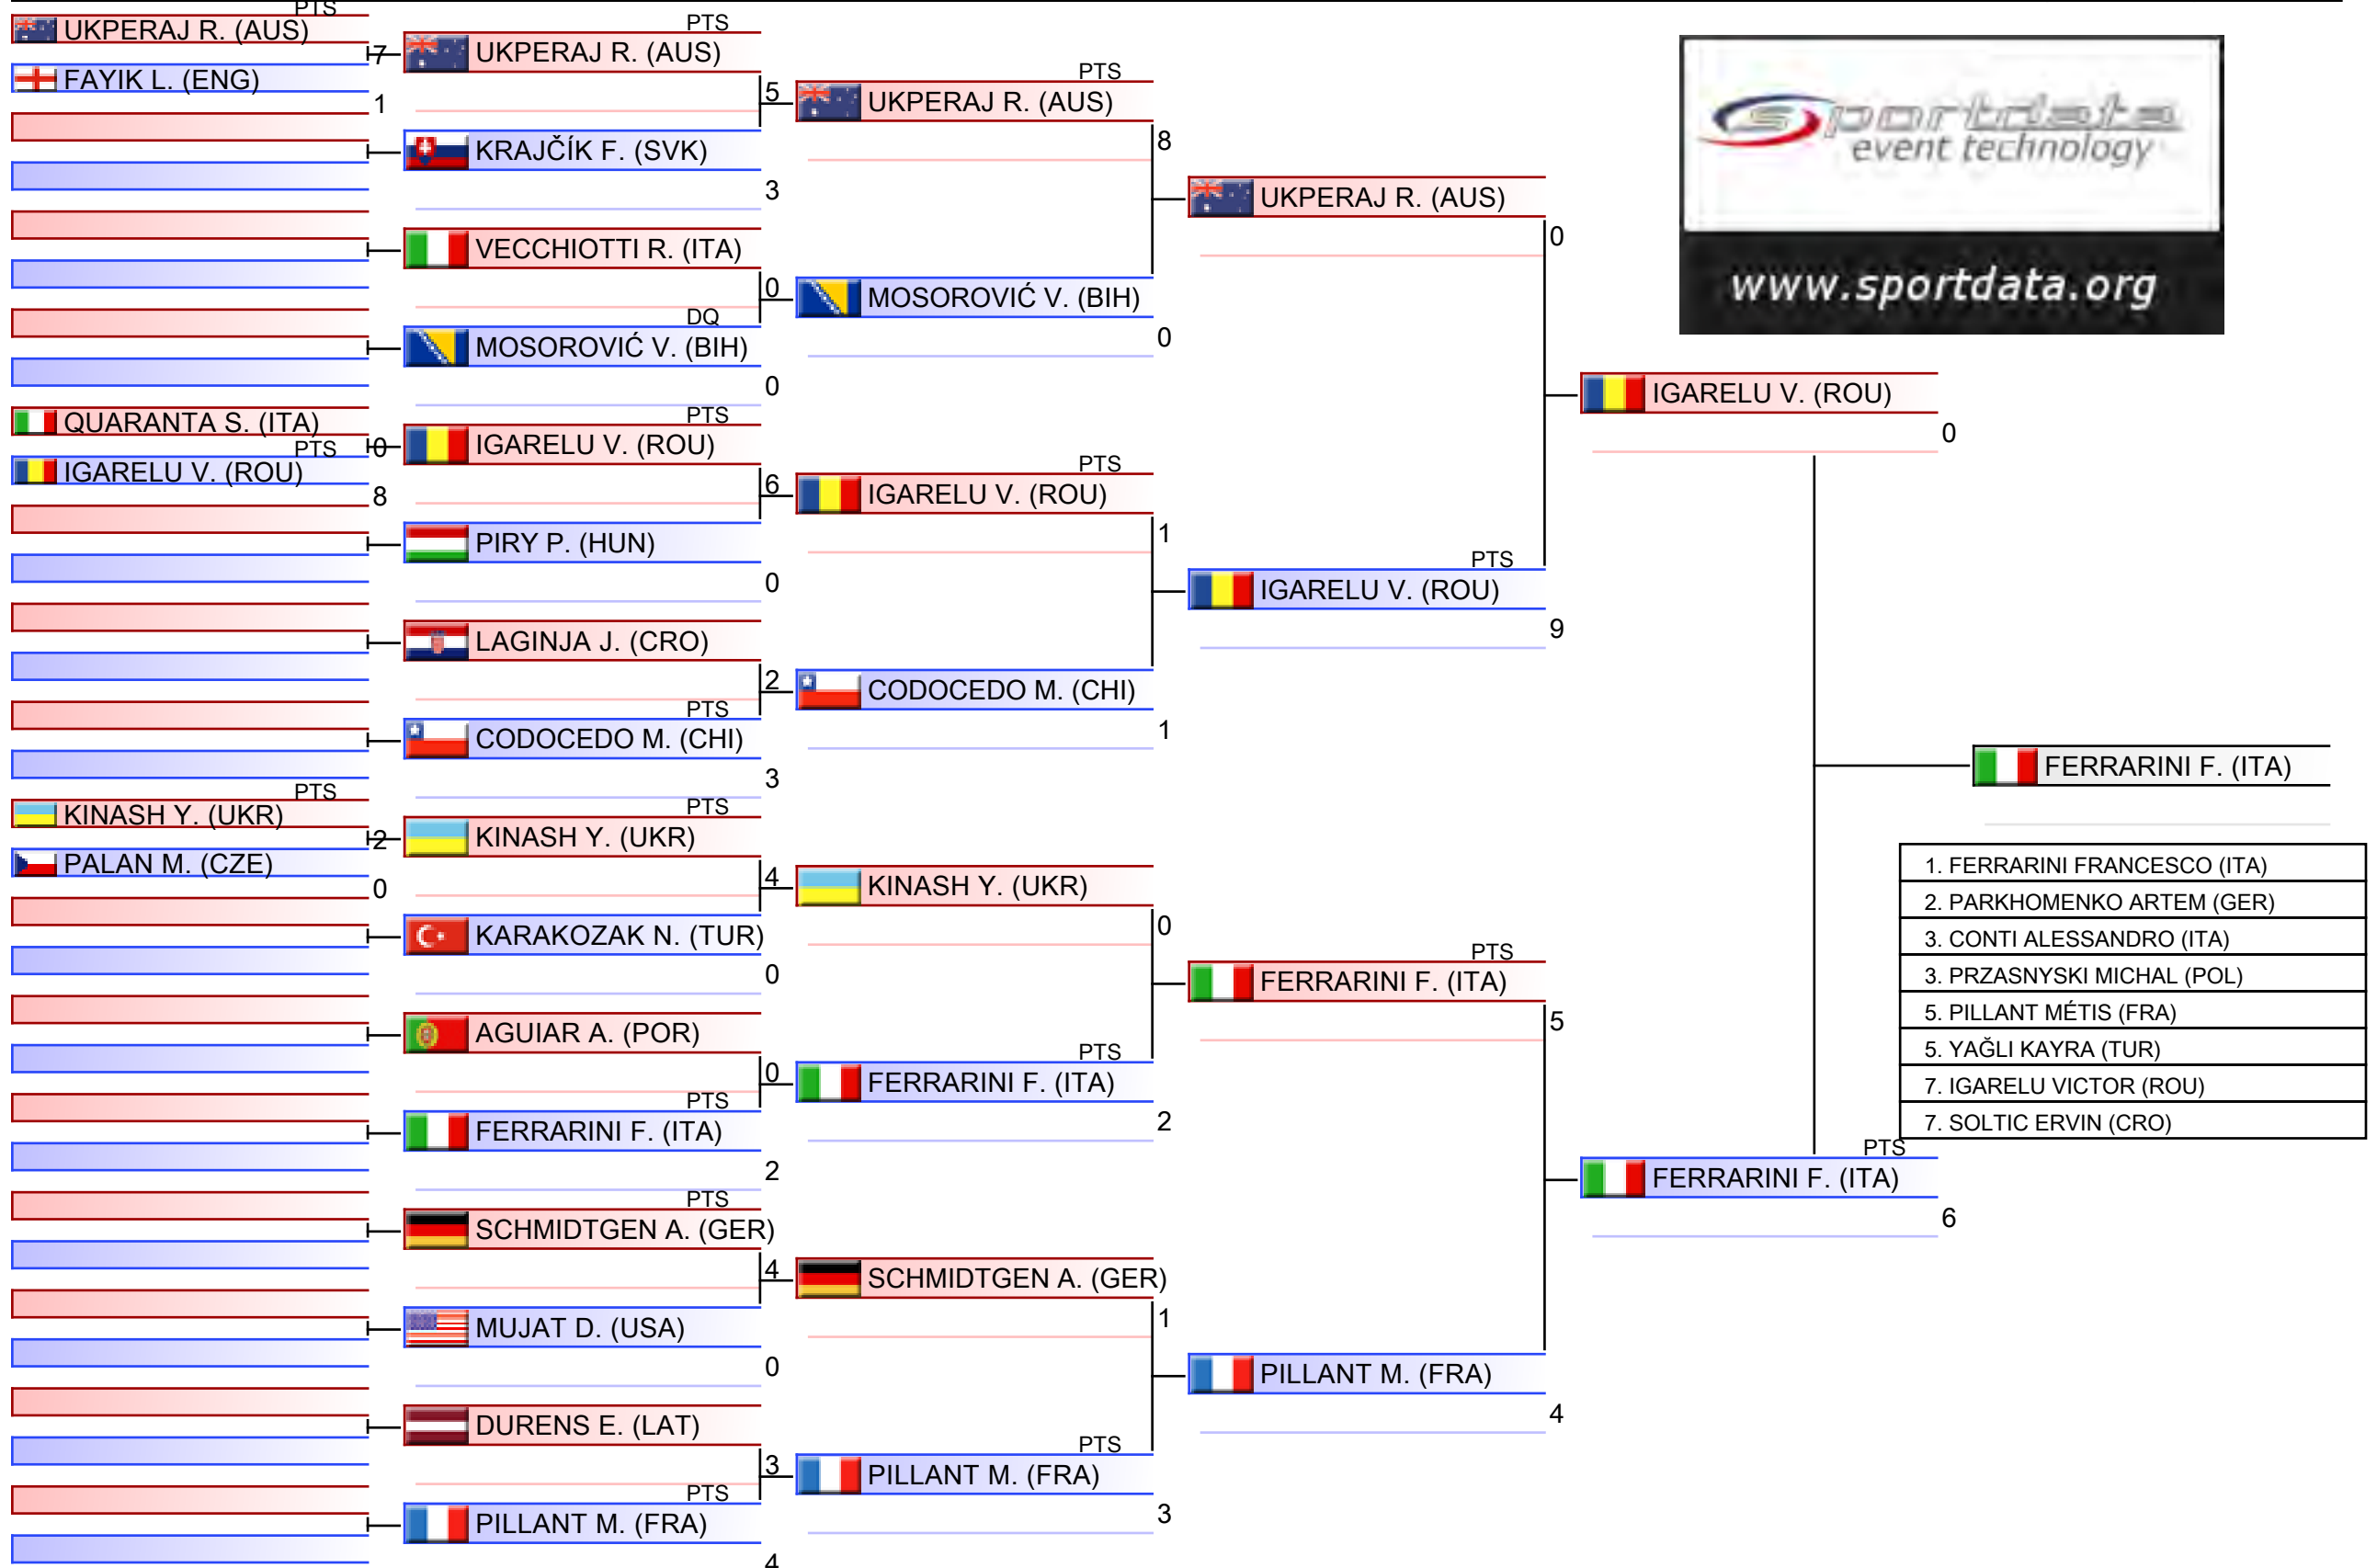 PTS
UKPERAJ R. (AUS)
7
FAYIK L. (ENG)
1
QUARANTA S. (ITA)
0
PTS
IGARELU V. (ROU)
8
PTS
KINASH Y. (UKR)
2
PALAN M. (CZE)
0
PTS
UKPERAJ R. (AUS)
5
KRAJČÍK F. (SVK)
3
VECCHIOTTI R. (ITA)
0
DQ
MOSOROVIĆ V. (BIH)
0
PTS
IGARELU V. (ROU)
6
PIRY P. (HUN)
0
LAGINJA J. (CRO)
2
PTS
CODOCEDO M. (CHI)
3
PTS
KINASH Y. (UKR)
4
KARAKOZAK N. (TUR)
0
AGUIAR A. (POR)
0
PTS
FERRARINI F. (ITA)
2
PTS
SCHMIDTGEN A. (GER)
4
MUJAT D. (USA)
0
DURENS E. (LAT)
3
PTS
PILLANT M. (FRA)
4
PTS
UKPERAJ R. (AUS)
8
MOSOROVIĆ V. (BIH)
0
PTS
IGARELU V. (ROU)
1
CODOCEDO M. (CHI)
1
KINASH Y. (UKR)
0
PTS
FERRARINI F. (ITA)
2
SCHMIDTGEN A. (GER)
1
PTS
PILLANT M. (FRA)
3
UKPERAJ R. (AUS)
0
PTS
IGARELU V. (ROU)
9
PTS
FERRARINI F. (ITA)
5
PILLANT M. (FRA)
4
IGARELU V. (ROU)
0
PTS
FERRARINI F. (ITA)
6
sportdata
event technology
www.sportdata.org
FERRARINI F. (ITA)
1. FERRARINI FRANCESCO (ITA)
2. PARKHOMENKO ARTEM (GER)
3. CONTI ALESSANDRO (ITA)
3. PRZASNYSKI MICHAL (POL)
5. PILLANT MÉTIS (FRA)
5. YAĞLI KAYRA (TUR)
7. IGARELU VICTOR (ROU)
7. SOLTIC ERVIN (CRO)